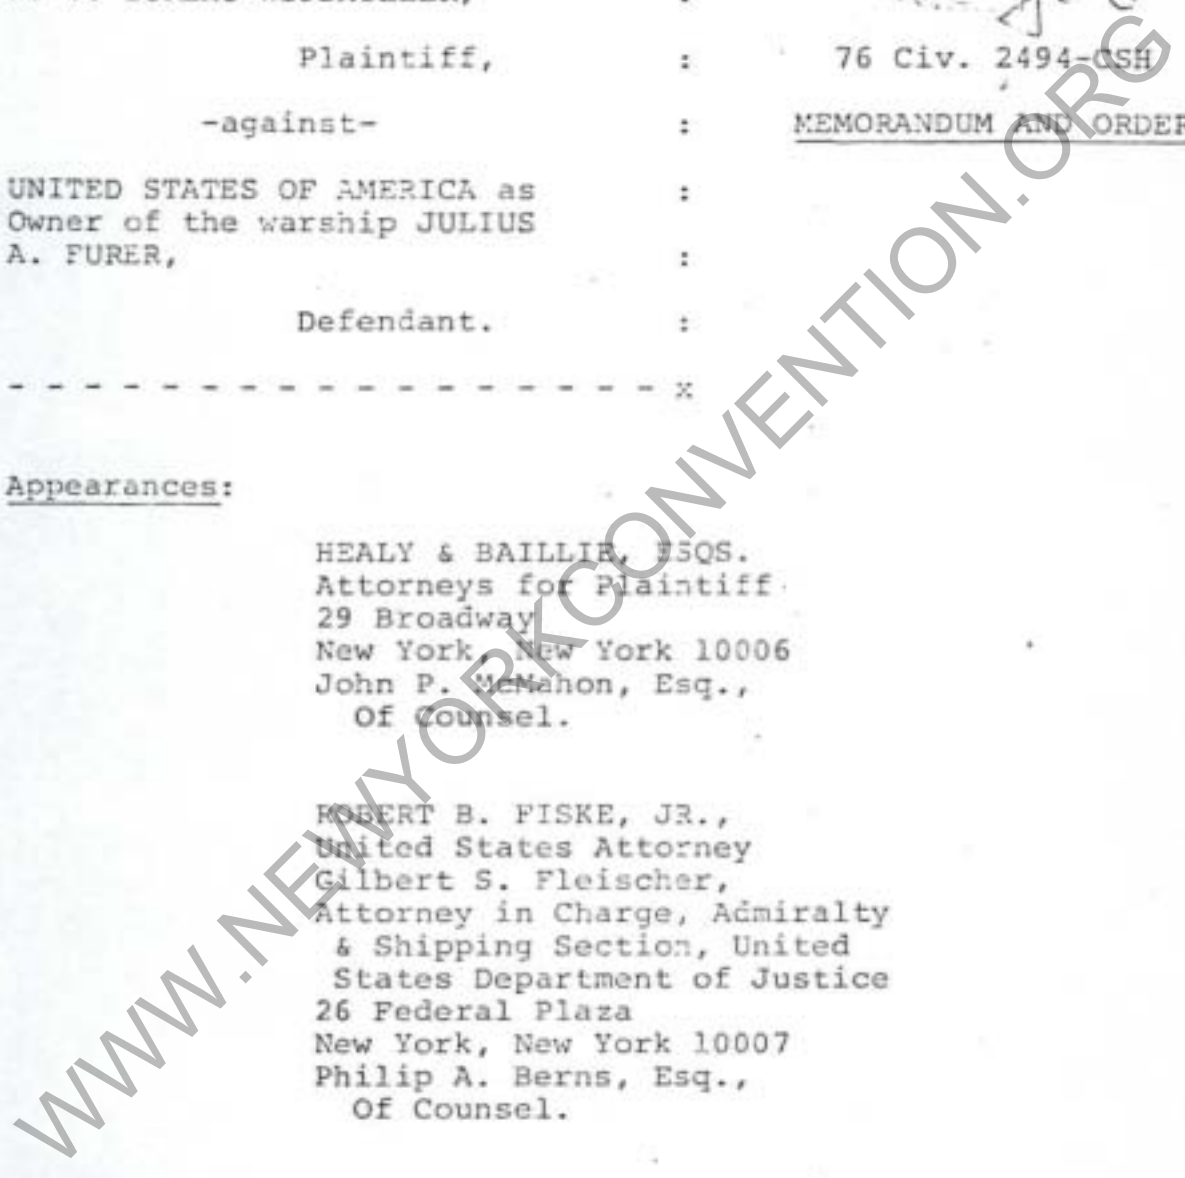 Plaintiff, : 76 Civ. 2494-CSH
-against- : MEMORANDUM AND ORDER
UNITED STATES OF AMERICA as :
Owner of the warship JULIUS
A. FURER, :
Defendant. :
- - - - - - - - - - - - - - - - - x
Appearances:
HEALY & BAILLIE, ESQS.
Attorneys for Plaintiff
29 Broadway
New York, New York 10006
John P. McMahon, Esq.,
Of Counsel.
ROBERT B. FISKE, JR.,
United States Attorney
Gilbert S. Fleischer,
Attorney in Charge, Admiralty
& Shipping Section, United
States Department of Justice
26 Federal Plaza
New York, New York 10007
Philip A. Berns, Esq.,
Of Counsel.
WWW.NEWYORKCONVENTION.ORG